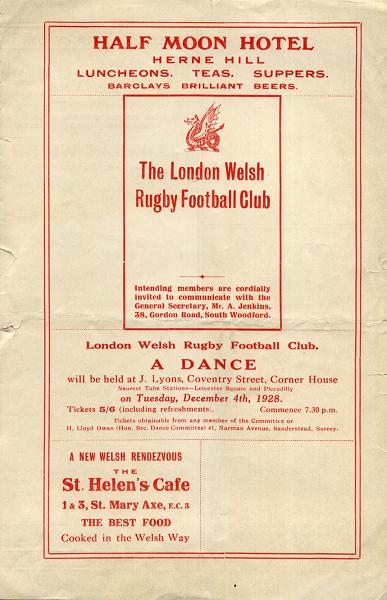 HALF MOON HOTEL
HERNE HILL
LUNCHEONS. TEAS. SUPPERS.
BARCLAYS BRILLIANT BEERS.
The London Welsh
Rugby Football Club
Intending members are cordially
invited to communicate with the
General Secretary, Mr. A. Jenkins,
38, Gordon Road, South Woodford.
London Welsh Rugby Football Club.
A DANCE
will be held at J. Lyons, Coventry Street, Corner House
Nearest Tube Stations—Leicester Square and Piccadilly
on Tuesday, December 4th, 1928.
Tickets 5/6 (including refreshments). Commence 7.30 p.m.
Tickets obtainable from any member of the Committee or
H. Lloyd Owen (Hon. Sec. Dance Committee) 41, Norman Avenue, Sanderstead, Surrey.
A NEW WELSH RENDEZVOUS
THE
St. Helen's Cafe
1 & 3, St. Mary Axe, E.C. 3
THE BEST FOOD
Cooked in the Welsh Way